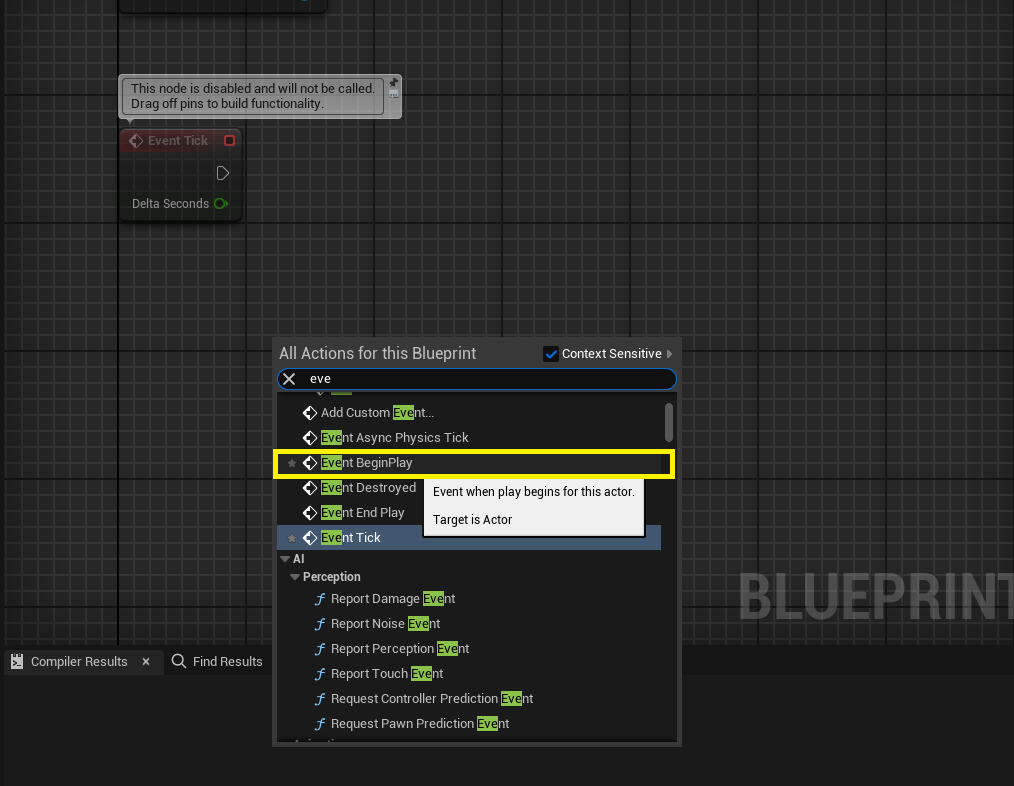 This node is disabled and will not be called.
Drag off pins to build functionality.
Event Tick
Delta Seconds
All Actions for this Blueprint
Context Sensitive
eve
Add Custom Event...
Event Async Physics Tick
Event BeginPlay
Event Destroyed
Event when play begins for this actor.
Event End Play
Target is Actor
Event Tick
AI
Perception
Report Damage Event
Report Noise Event
Report Perception Event
Report Touch Event
Request Controller Prediction Event
Request Pawn Prediction Event
BLUEPRINT
Compiler Results
Find Results